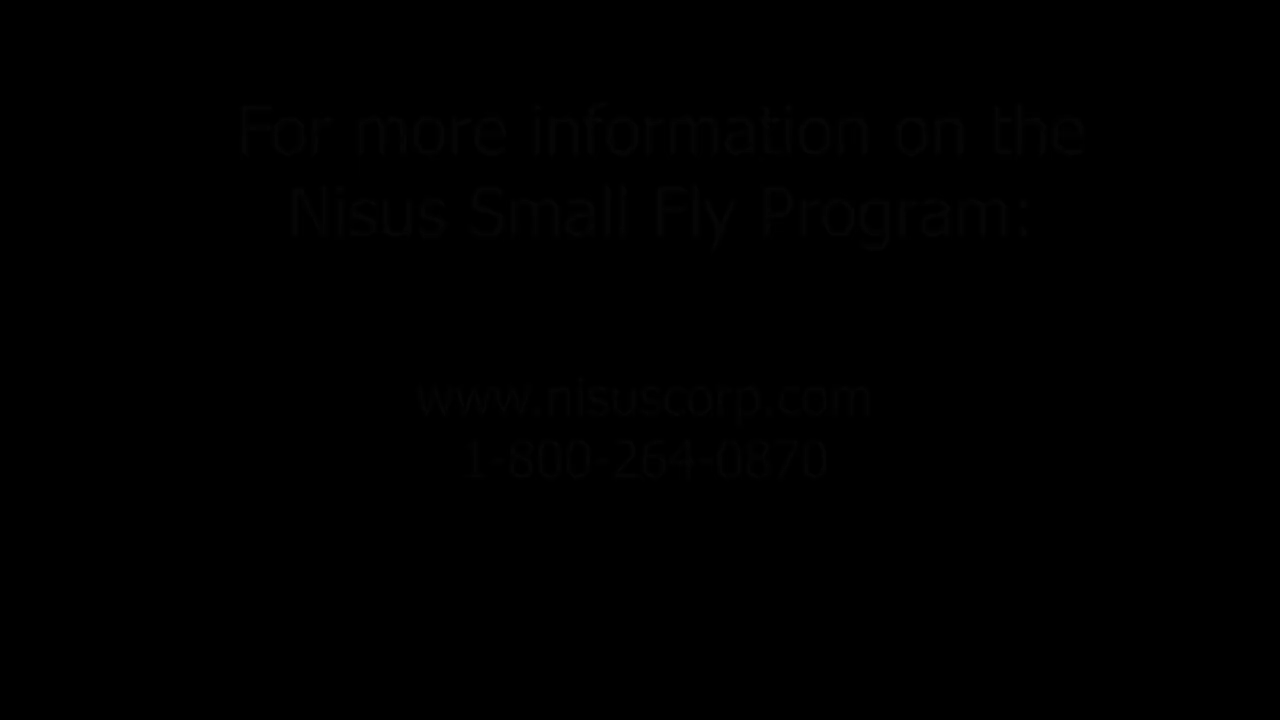 For more information on the
Nisus Small Fly Program:
www.nisuscorp.com
1-800-264-0870